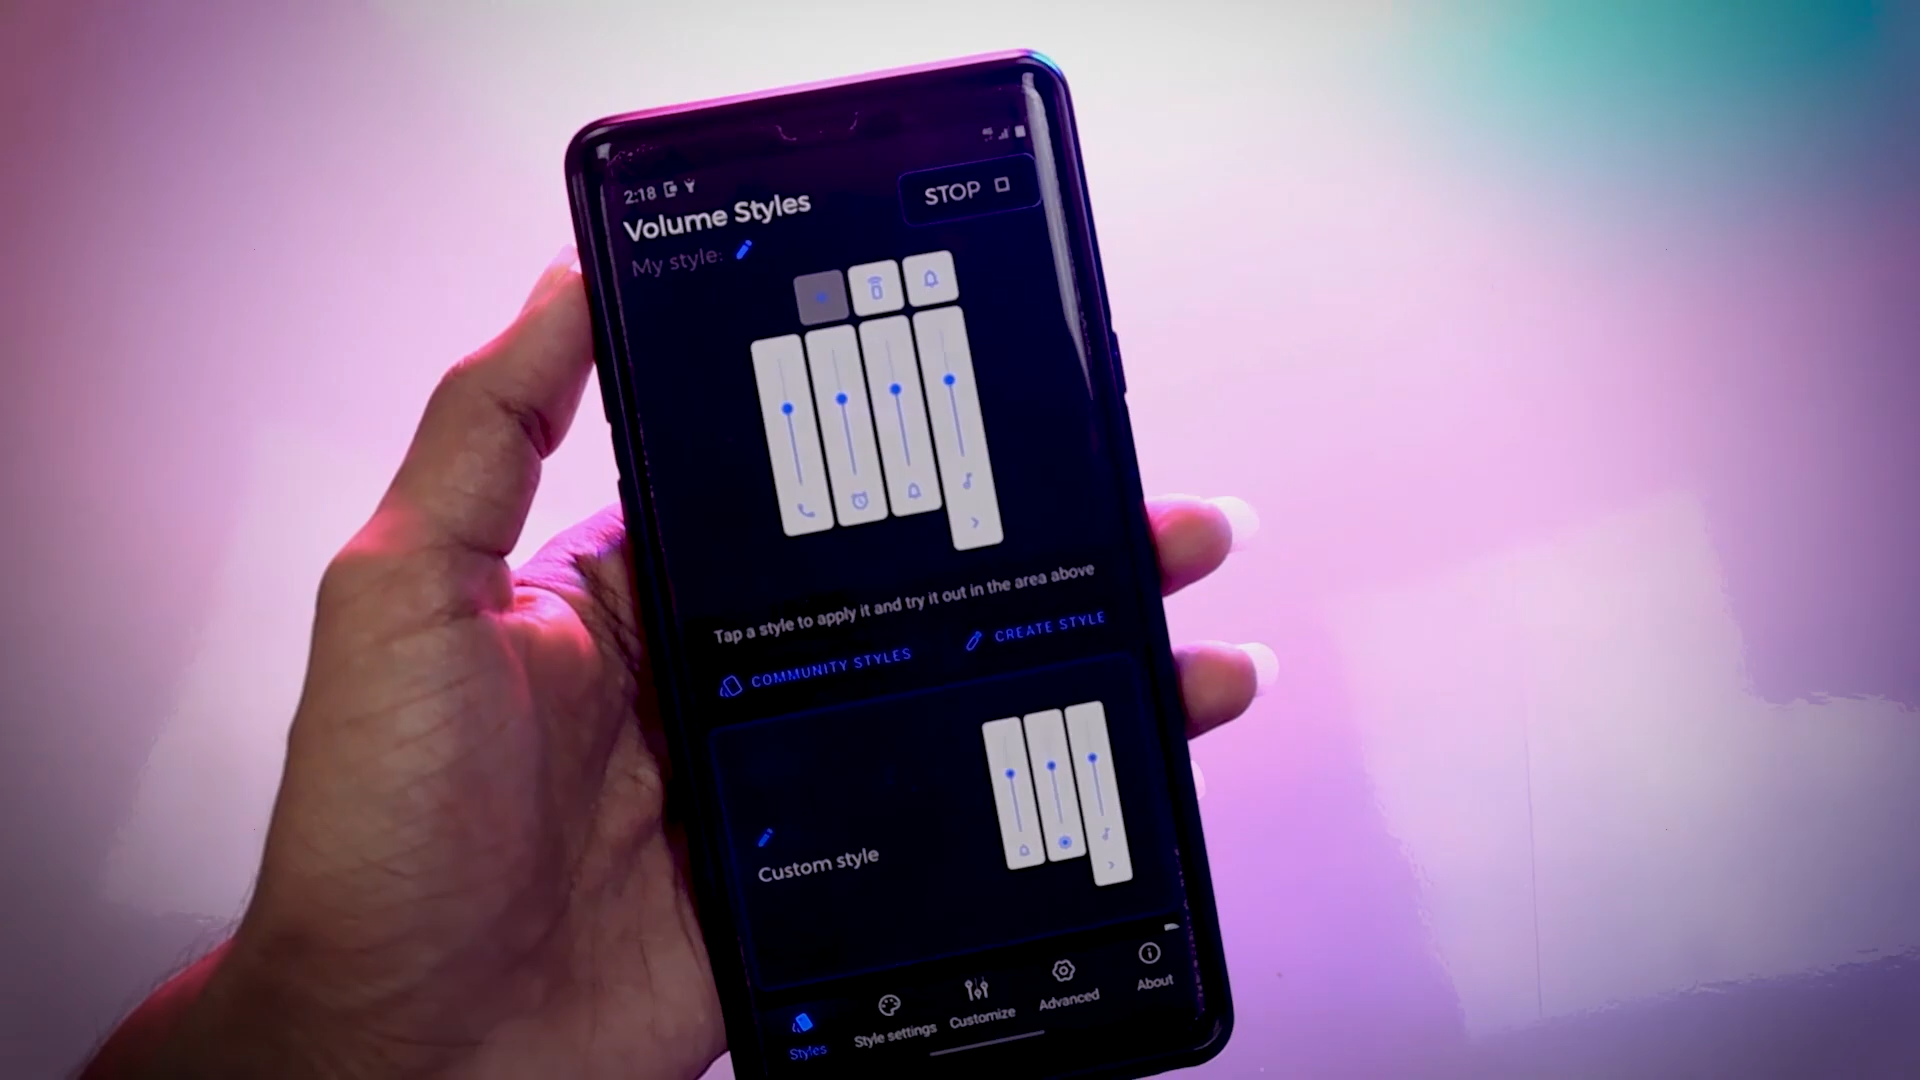 2:18
Volume Styles
STOP
My style:
Tap a style to apply it and try it out in the area above
COMMUNITY STYLES
CREATE STYLE
Custom style
Styles
Style settings
Customize
Advanced
About